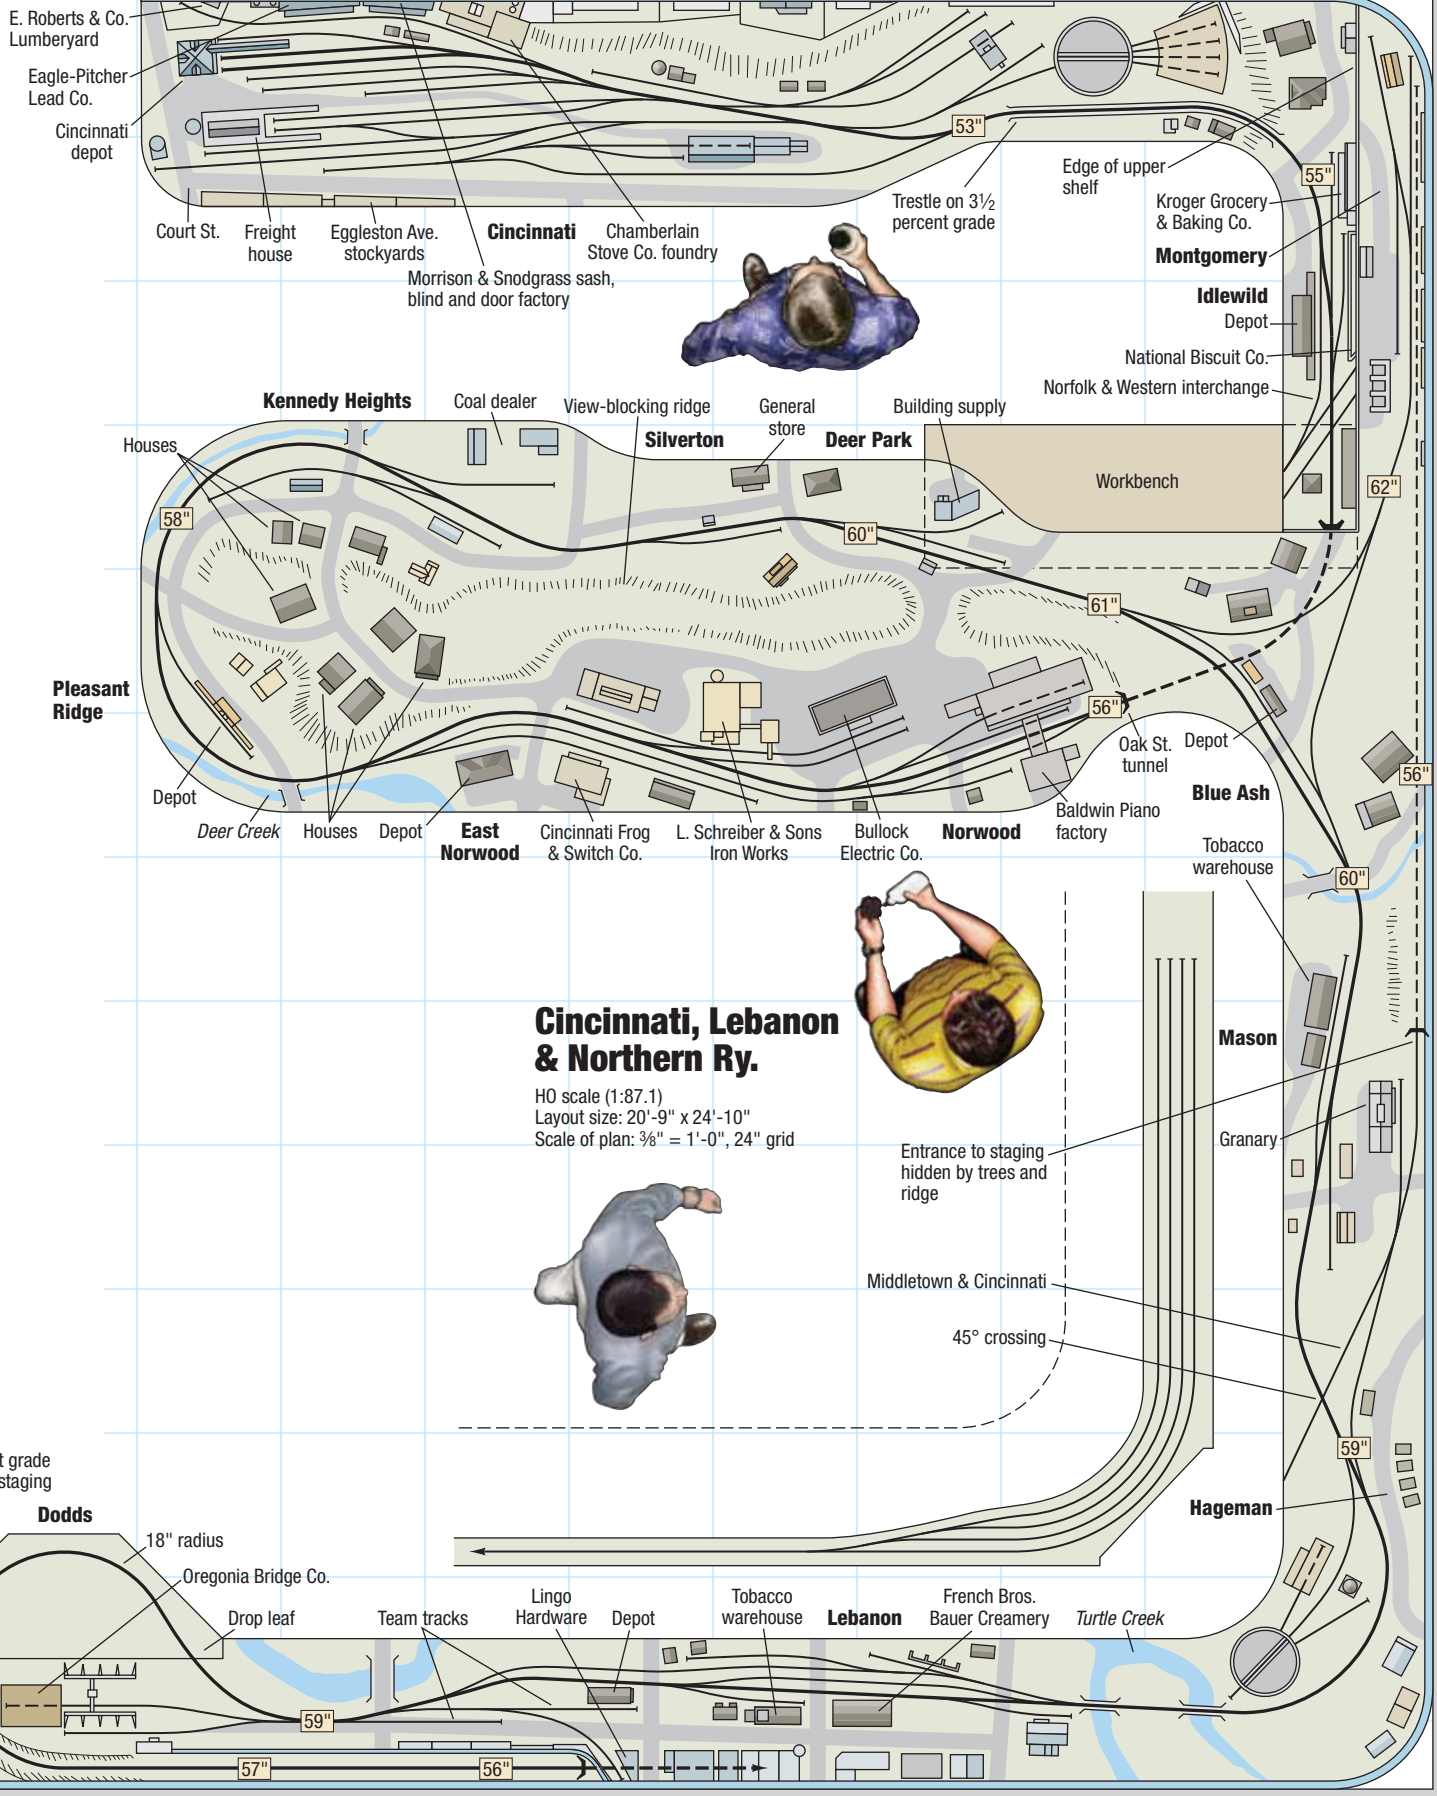 E. Roberts & Co.
Lumberyard
Eagle-Pitcher
Lead Co.
Cincinnati
depot
53"
55"
Edge of upper
shelf
Trestle on 3½
percent grade
Kroger Grocery
& Baking Co.
Montgomery
Court St.
Freight
house
Eggleston Ave.
stockyards
Cincinnati
Chamberlain
Stove Co. foundry
Morrison & Snodgrass sash,
blind and door factory
Idlewild
Depot
National Biscuit Co.
Norfolk & Western interchange
Kennedy Heights
Coal dealer
View-blocking ridge
General
store
Building supply
Houses
Silverton
Deer Park
Workbench
62"
58"
60"
61"
Pleasant
Ridge
56"
Oak St.
tunnel
Depot
56"
Depot
Blue Ash
Deer Creek
Houses
Depot
East
Norwood
Cincinnati Frog
& Switch Co.
L. Schreiber & Sons
Iron Works
Bullock
Electric Co.
Norwood
Baldwin Piano
factory
Tobacco
warehouse
60"
Cincinnati, Lebanon
& Northern Ry.
HO scale (1:87.1)
Layout size: 20'-9" x 24'-10"
Scale of plan: ⅜" = 1'-0", 24" grid
Mason
Entrance to staging
hidden by trees and
ridge
Granary
Middletown & Cincinnati
45° crossing
59"
t grade
staging
Hageman
Dodds
18" radius
Oregonia Bridge Co.
Drop leaf
Team tracks
Lingo
Hardware
Depot
Tobacco
warehouse
Lebanon
French Bros.
Bauer Creamery
Turtle Creek
59"
57"
56"